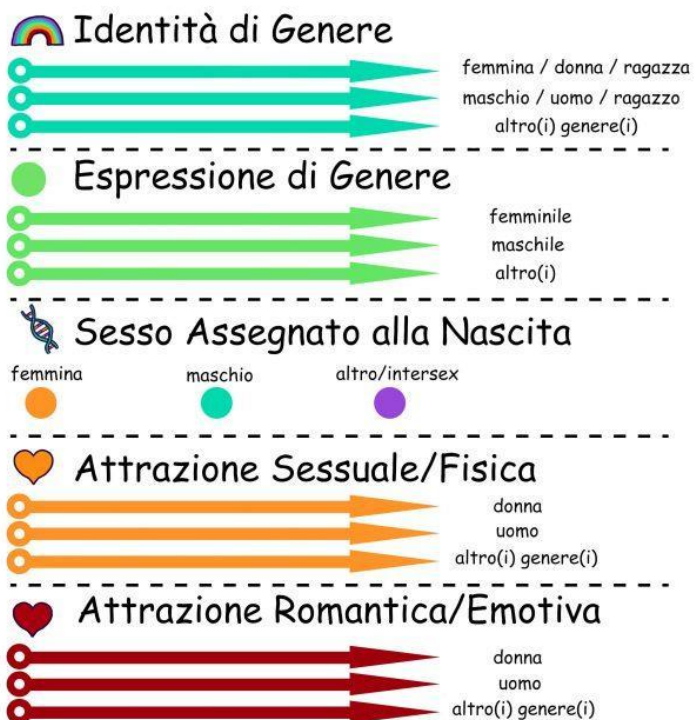 Identità di Genere
femmina / donna / ragazza
maschio / uomo / ragazzo
altro(i) genere(i)
Espressione di Genere
femminile
maschile
altro(i)
Sesso Assegnato alla Nascita
femmina maschio altro/intersex
Attrazione Sessuale/Fisica
donna
uomo
altro(i) genere(i)
Attrazione Romantica/Emotiva
donna
uomo
altro(i) genere(i)